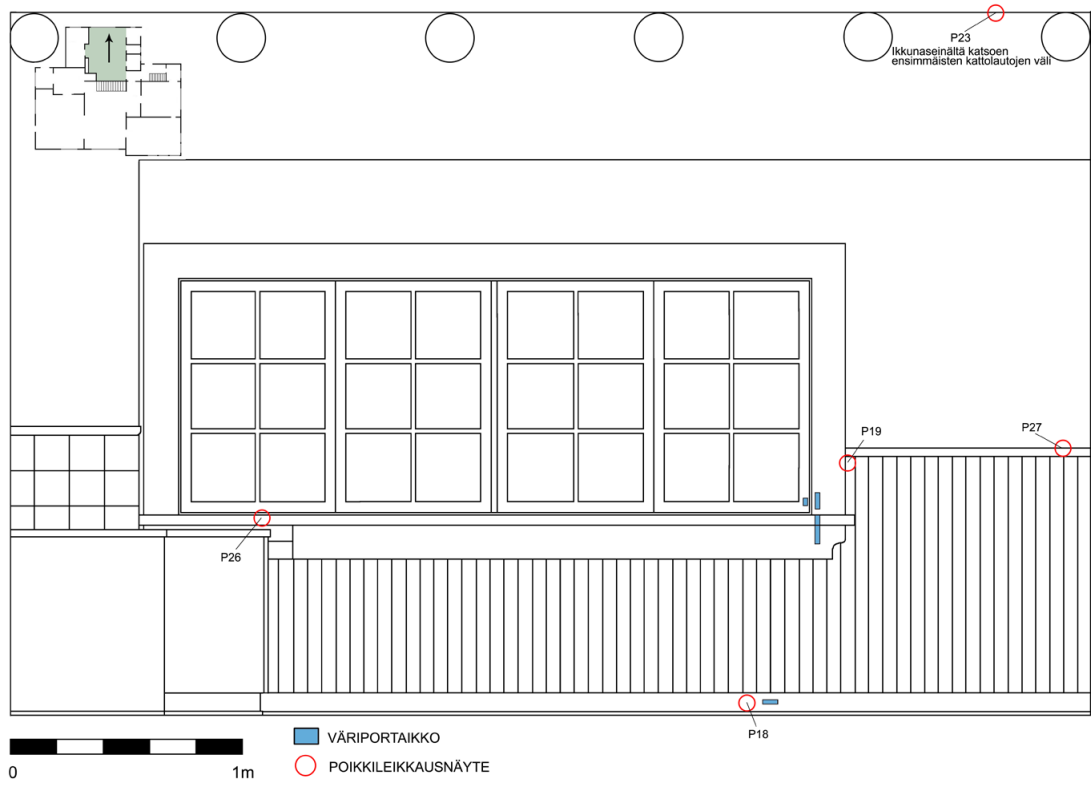 P23
Ikkunaseinältä katsoen
ensimmäisten kattolautojen väli
P19
P27
P26
P18
VÄRIPORTAIKKO
POIKKILEIKKAUSNÄYTE
0 1m